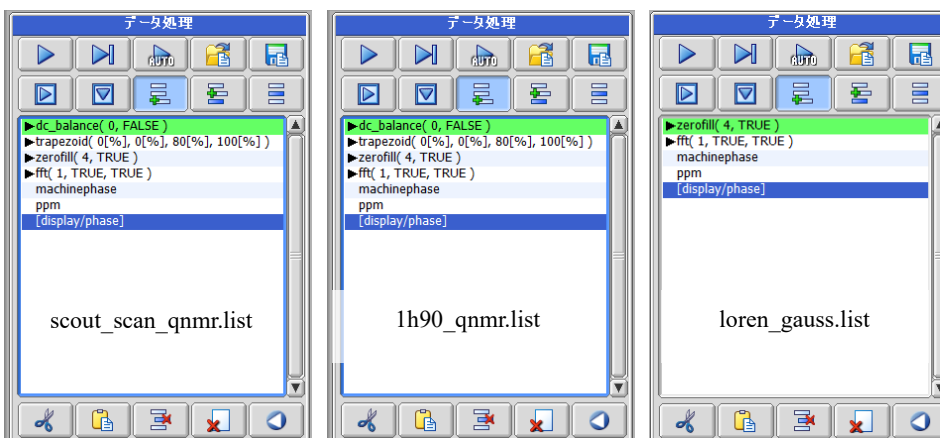 データ処理
AUTO
▶dc_balance( 0, FALSE )
▶trapezoid( 0[%], 0[%], 80[%], 100[%] )
▶zerofill( 4, TRUE )
▶fft( 1, TRUE, TRUE )
machinephase
ppm
[display/phase]
scout_scan_qnmr.list
データ処理
AUTO
▶dc_balance( 0, FALSE )
▶trapezoid( 0[%], 0[%], 80[%], 100[%] )
▶zerofill( 4, TRUE )
▶fft( 1, TRUE, TRUE )
machinephase
ppm
[display/phase]
1h90_qnmr.list
データ処理
AUTO
▶zerofill( 4, TRUE )
▶fft( 1, TRUE, TRUE )
machinephase
ppm
[display/phase]
loren_gauss.list